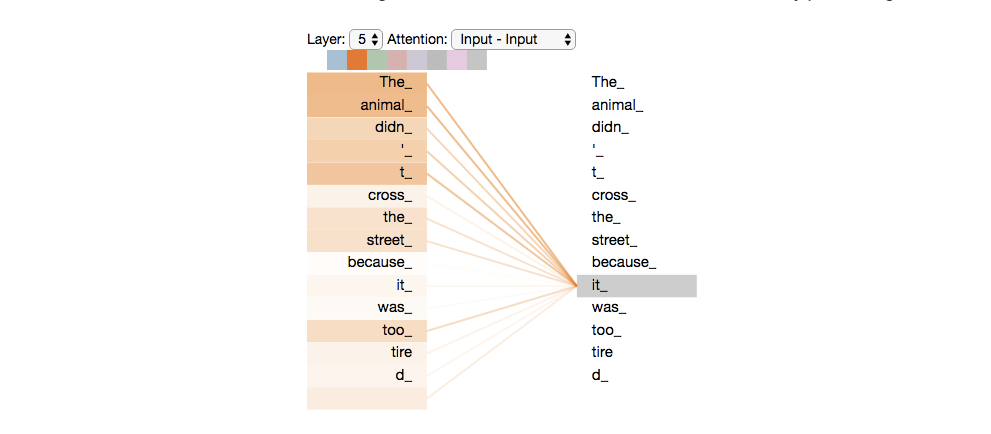 Layer: 5 Attention: Input - Input
The_ The_
animal_ animal_
didn_ didn_
'_ '_
t_ t_
cross_ cross_
the_ the_
street_ street_
because_ because_
it_ it_
was_ was_
too_ too_
tire tire
d_ d_